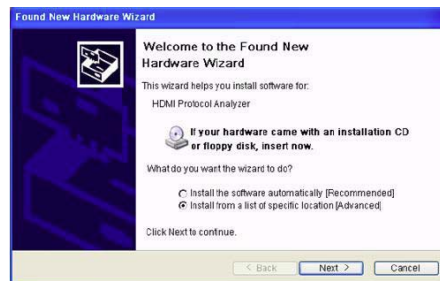 Found New Hardware Wizard
Welcome to the Found New
Hardware Wizard
This wizard helps you install software for:
HDMI Protocol Analyzer
If your hardware came with an installation CD
or floppy disk, insert now.
What do you want the wizard to do?
Install the software automatically [Recommended]
Install from a list of specific location [Advanced]
Click Next to continue.
< Back Next > Cancel